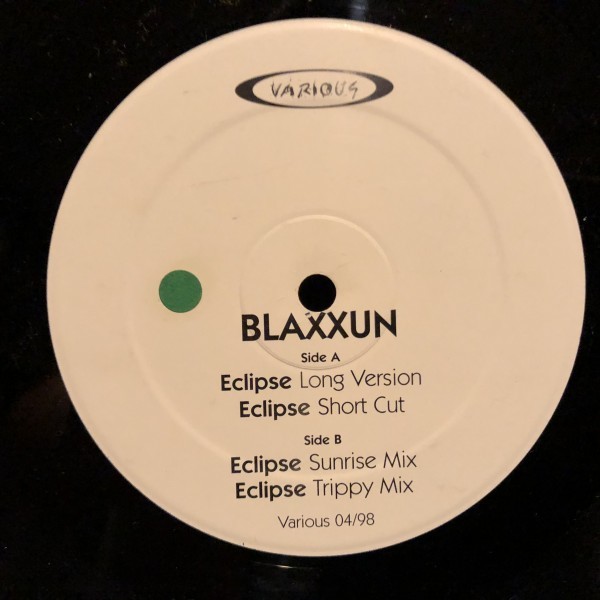 VARIOUS
BLAXXUN
Side A
Eclipse Long Version
Eclipse Short Cut
Side B
Eclipse Sunrise Mix
Eclipse Trippy Mix
Various 04/98